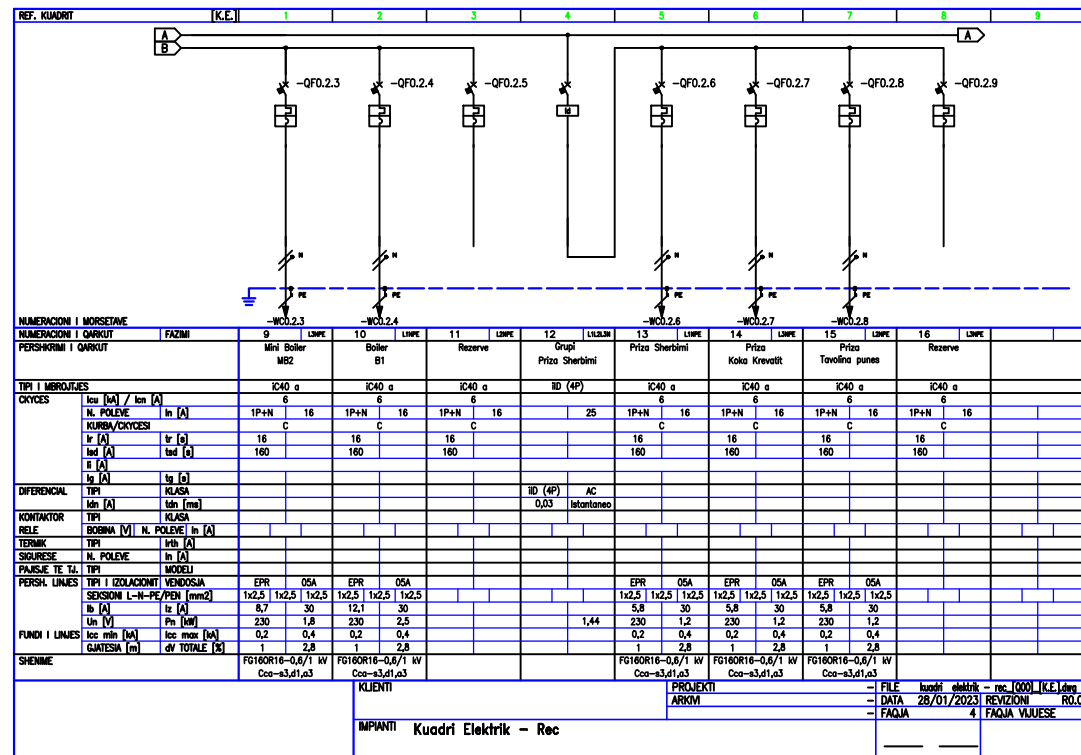 REF. KUADRIT [K.E.] 1 2 3 4 5 6 7 8 9
A A
B
-QF0.2.3 -QF0.2.4 -QF0.2.5 -QF0.2.6 -QF0.2.7 -QF0.2.8 -QF0.2.9
Id
N N N N N
PE PE PE PE PE
NUMERACIONI I MORSETAVE -WC0.2.3 -WC0.2.4 -WC0.2.6 -WC0.2.7 -WC0.2.8
NUMERACIONI I QARKUT FAZIMI 9 L3NPE 10 L1NPE 11 L2NPE 12 L1L2L3N 13 L1NPE 14 L3NPE 15 L2NPE 16 L3NPE
PERSHKRIMI I QARKUT Mini Boiler Boiler Rezerve Grupi Priza Sherbimi Priza Priza Rezerve
MB2 B1 Priza Sherbimi Koka Krevatit Tavolina punes
TIPI I MBROJTJES iC40 a iC40 a iC40 a iID (4P) iC40 a iC40 a iC40 a iC40 a
CKYCES Icu [kA] / Icn [A] 6 6 6 6 6 6 6
N. POLEVE In [A] 1P+N 16 1P+N 16 1P+N 16 25 1P+N 16 1P+N 16 1P+N 16 1P+N 16
KURBA/CKYCESI C C C C C C C
Ir [A] tr [s] 16 16 16 16 16 16 16
Isd [A] tsd [s] 160 160 160 160 160 160 160
Ii [A]
Ig [A] tg [s]
DIFERENCIAL TIPI KLASA iID (4P) AC
Idn [A] tdn [ms] 0,03 Istantaneo
KONTAKTOR TIPI KLASA
RELE BOBINA [V] N. POLEVE In [A]
TERMIK TIPI Irth [A]
SIGURESE N. POLEVE In [A]
PAJISJE TE TJ. TIPI MODELI
PERSH. LINJES TIPI I IZOLACIONIT VENDOSJA EPR 05A EPR 05A EPR 05A EPR 05A EPR 05A
SEKSIONI L-N-PE/PEN [mm2] 1x2,5 1x2,5 1x2,5 1x2,5 1x2,5 1x2,5 1x2,5 1x2,5 1x2,5 1x2,5 1x2,5 1x2,5 1x2,5 1x2,5 1x2,5
Ib [A] Iz [A] 8,7 30 12,1 30 5,8 30 5,8 30 5,8 30
Un [V] Pn [kW] 230 1,8 230 2,5 1,44 230 1,2 230 1,2 230 1,2
FUNDI I LINJES Icc min [kA] Icc max [kA] 0,2 0,4 0,2 0,4 0,2 0,4 0,2 0,4 0,2 0,4
GJATESIA [m] dV TOTALE [%] 1 2,8 1 2,8 1 2,8 1 2,8 1 2,8
SHENIME FG16OR16-0,6/1 kV FG16OR16-0,6/1 kV FG16OR16-0,6/1 kV FG16OR16-0,6/1 kV FG16OR16-0,6/1 kV
Cca-s3,d1,a3 Cca-s3,d1,a3 Cca-s3,d1,a3 Cca-s3,d1,a3 Cca-s3,d1,a3
KLIENTI PROJEKTI - FILE kuadri elektrik - rec_[Q00]_[K.E.].dwg
ARKIVI - DATA 28/01/2023 REVIZIONI R0.0
- FAQJA 4 FAQJA VIJUESE
IMPIANTI Kuadri Elektrik - Rec